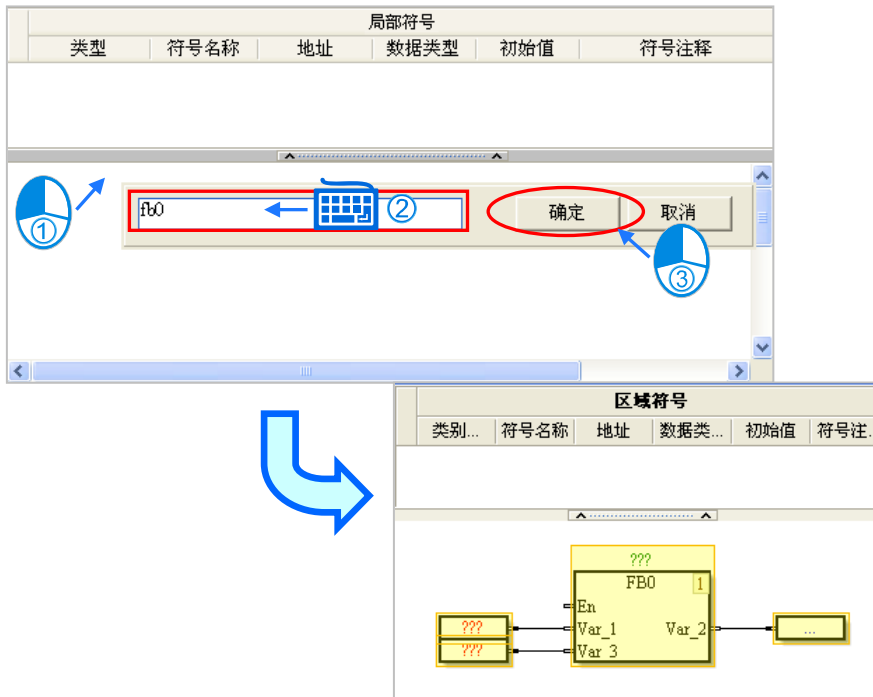 局部符号
类型 符号名称 地址 数据类型 初始值 符号注释
① fb0 ② 确定 取消
③
区域符号
类别... 符号名称 地址 数据类... 初始值 符号注..
???
FB0 1
En
??? Var_1 Var_2 ...
??? Var_3